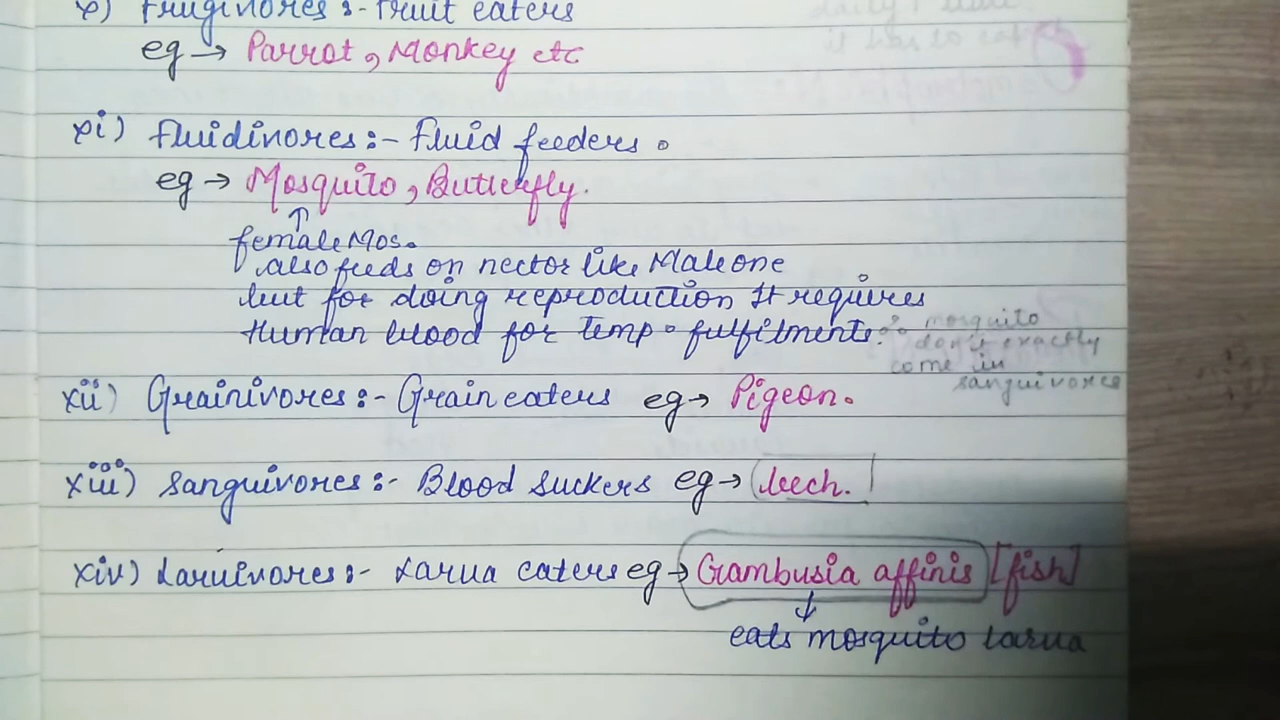 x) Frugivores :- Fruit eaters
eg → Parrot, Monkey etc
xi) Fluidivores :- Fluid feeders.
eg → Mosquito, Butterfly.
↑
female Mos.
also feeds on nector like Male one
but for doing reproduction It requires
Human blood for temp. fulfilments. ∴ mosquito
don't exactly
come in
sanguivores
xii) Grainivores :- Grain eaters eg → Pigeon.
xiii) Sanguivores :- Blood suckers eg → leech.
xiv) Larvivores :- Larva eaters eg → Gambusia affinis [fish]
↓
eats mosquito larva